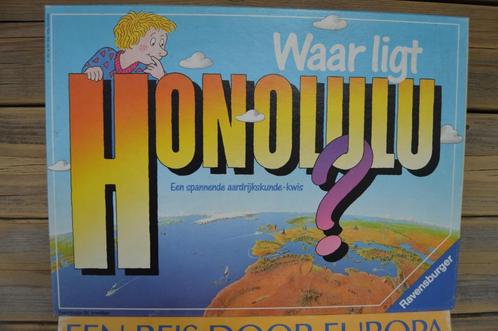 Waar ligt
HONOLULU
?
Een spannende aardrijkskunde-kwis
Ravensburger
EEN REIS DOOR EUROPA